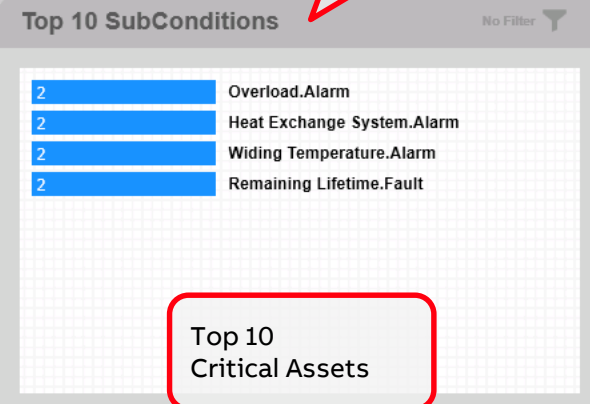 Top 10 SubConditions
No Filter
2 Overload.Alarm
2 Heat Exchange System.Alarm
2 Widing Temperature.Alarm
2 Remaining Lifetime.Fault
Top 10
Critical Assets